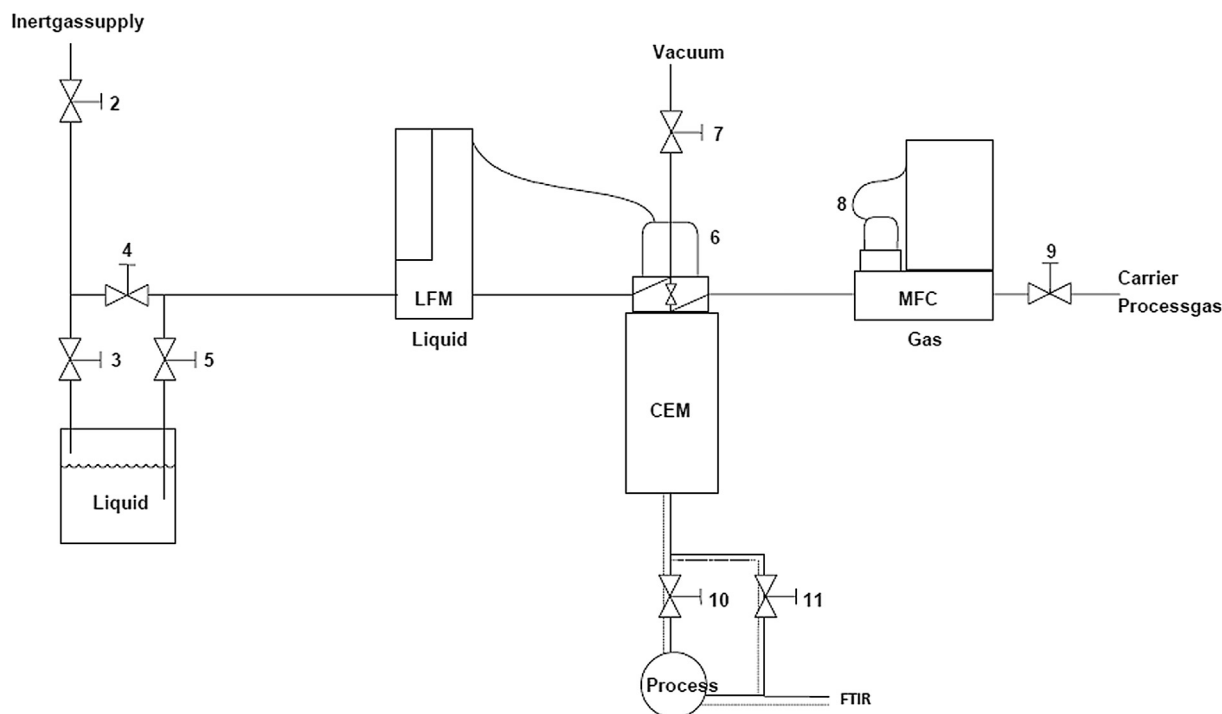 Inertgassupply
Vacuum
2
7
8
6
4
9
LFM
MFC
Carrier
Processgas
Liquid
Gas
3
5
CEM
Liquid
10
11
Process
FTIR